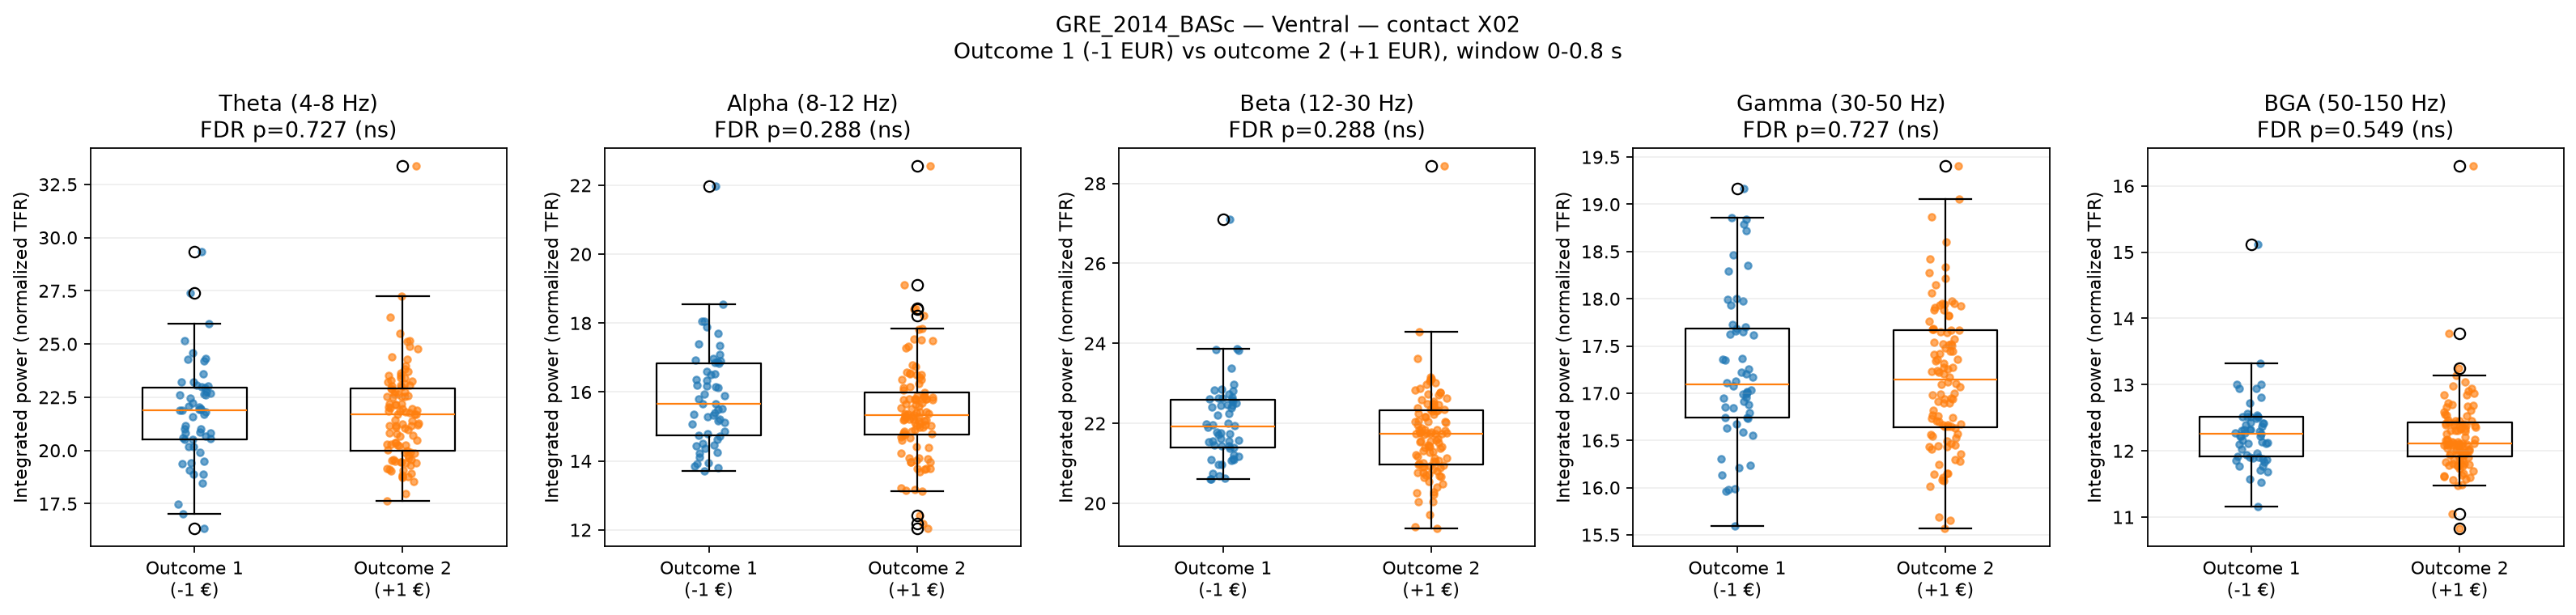 GRE_2014_BASc — Ventral — contact X02
Outcome 1 (-1 EUR) vs outcome 2 (+1 EUR), window 0-0.8 s
Theta (4-8 Hz)
FDR p=0.727 (ns)
Integrated power (normalized TFR)
32.5
30.0
27.5
25.0
22.5
20.0
17.5
Outcome 1
(-1 €)
Outcome 2
(+1 €)
Alpha (8-12 Hz)
FDR p=0.288 (ns)
Integrated power (normalized TFR)
22
20
18
16
14
12
Outcome 1
(-1 €)
Outcome 2
(+1 €)
Beta (12-30 Hz)
FDR p=0.288 (ns)
Integrated power (normalized TFR)
28
26
24
22
20
Outcome 1
(-1 €)
Outcome 2
(+1 €)
Gamma (30-50 Hz)
FDR p=0.727 (ns)
Integrated power (normalized TFR)
19.5
19.0
18.5
18.0
17.5
17.0
16.5
16.0
15.5
Outcome 1
(-1 €)
Outcome 2
(+1 €)
BGA (50-150 Hz)
FDR p=0.549 (ns)
Integrated power (normalized TFR)
16
15
14
13
12
11
Outcome 1
(-1 €)
Outcome 2
(+1 €)